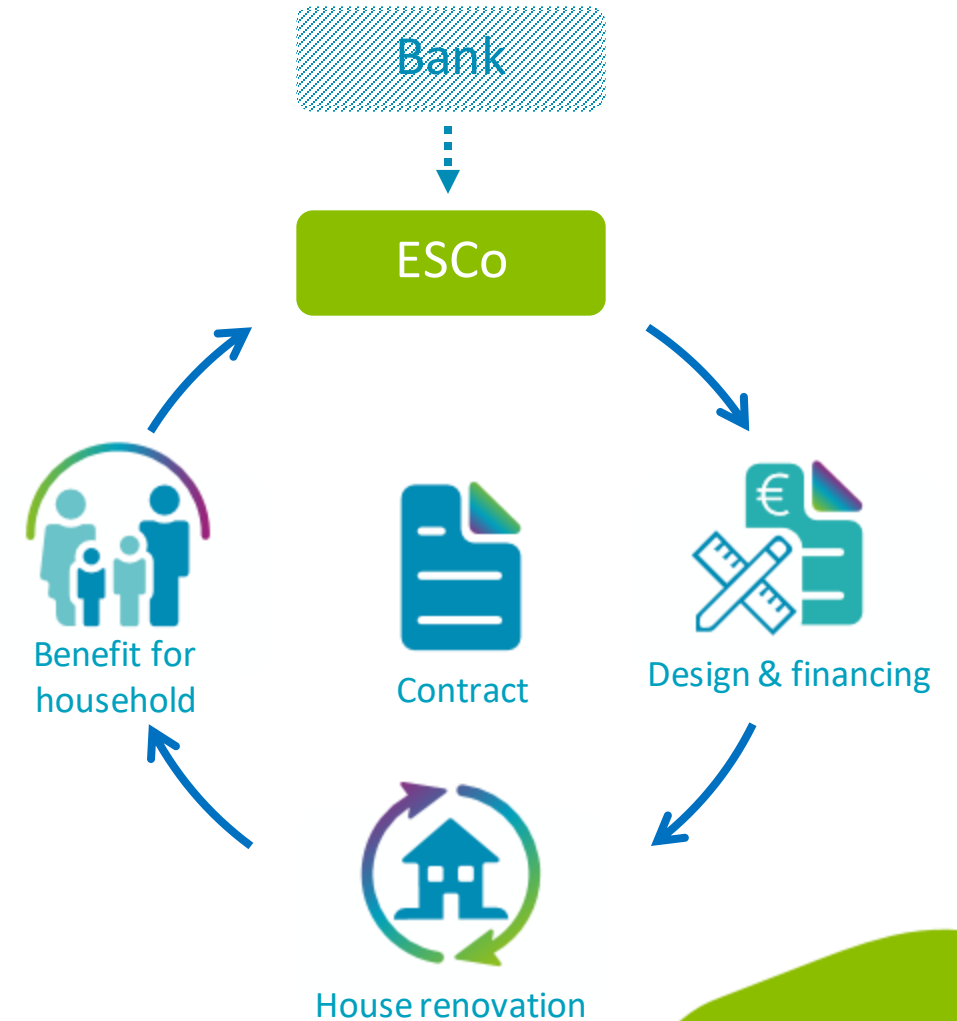 Bank
ESCo
€
Benefit for
household
Contract
Design & financing
House renovation